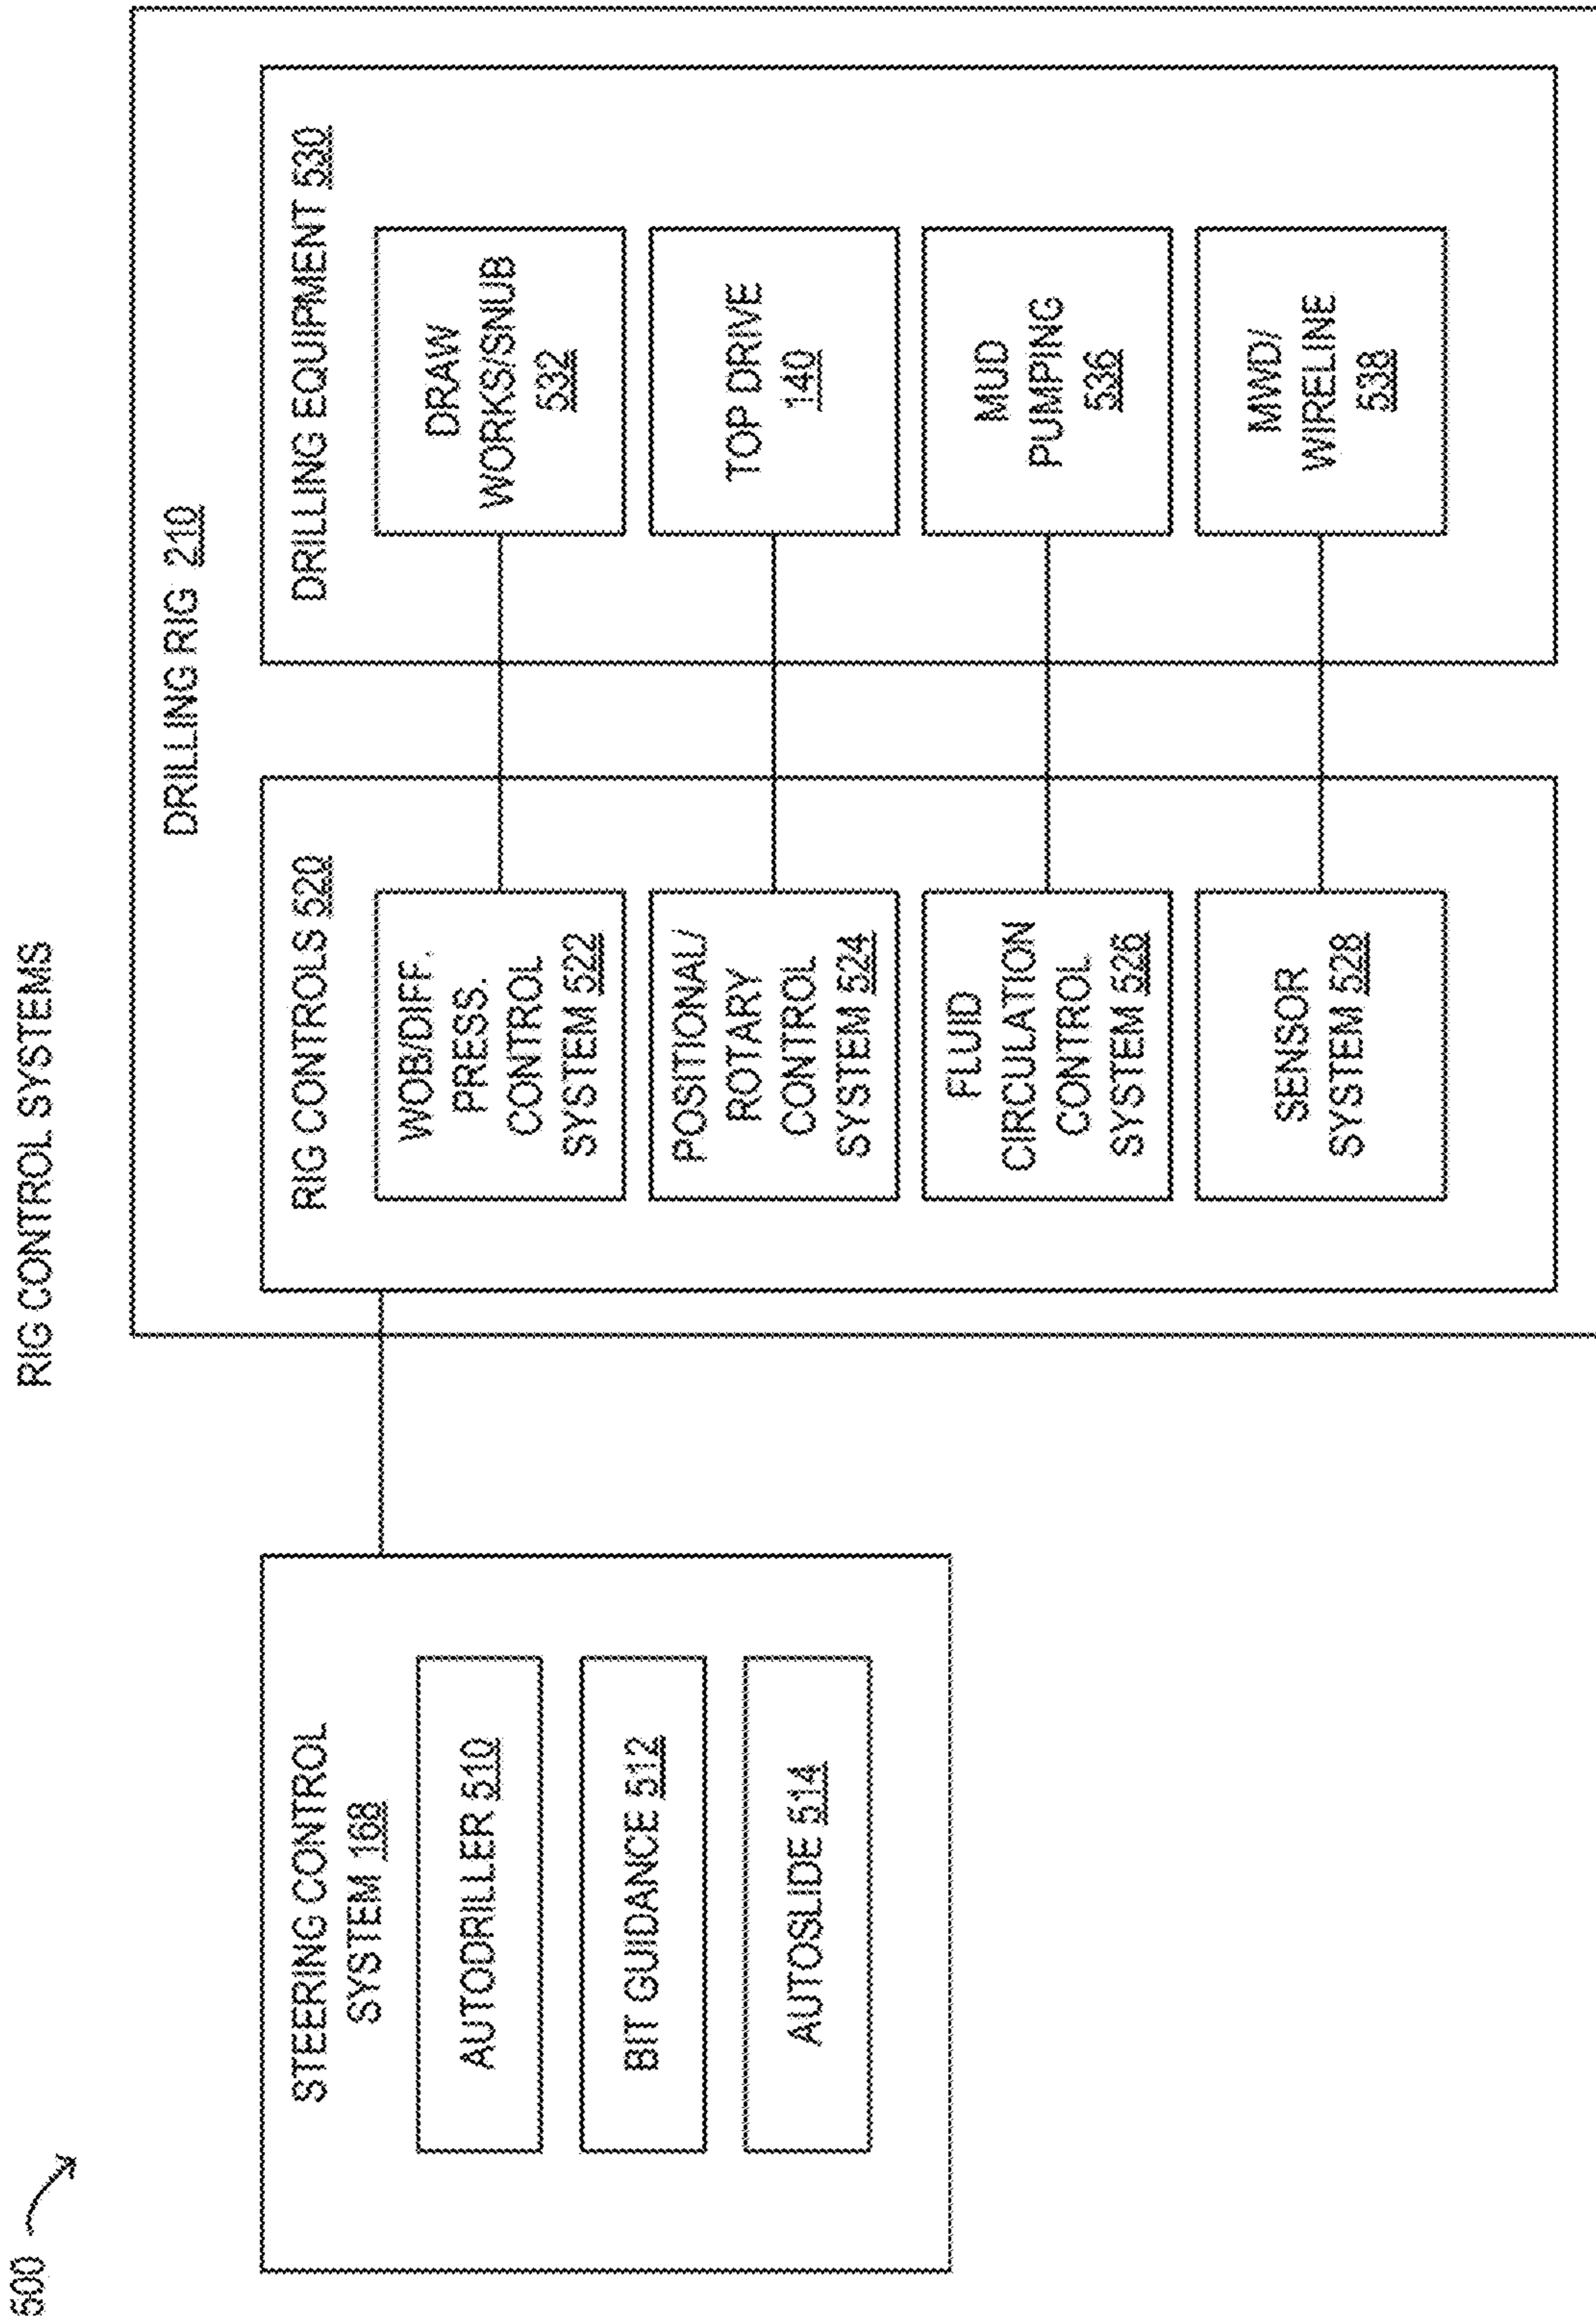 RIG CONTROL SYSTEMS
500
STEERING CONTROL
SYSTEM 168
AUTODRILLER 510
BIT GUIDANCE 512
AUTOSLIDE 514
DRILLING RIG 210
RIG CONTROLS 520
WOB/DIFF.
PRESS.
CONTROL
SYSTEM 522
POSITIONAL/
ROTARY
CONTROL
SYSTEM 524
FLUID
CIRCULATION
CONTROL
SYSTEM 526
SENSOR
SYSTEM 528
DRILLING EQUIPMENT 530
DRAW
WORKS/SNUB
532
TOP DRIVE
140
MUD
PUMPING
536
MWD/
WIRELINE
538